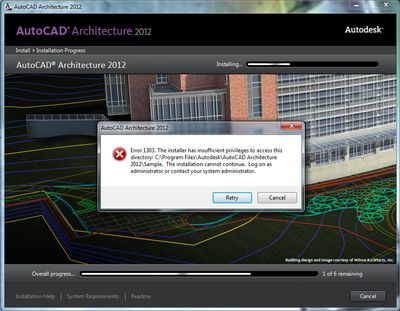 AutoCAD Architecture 2012
AutoCAD® Architecture 2012
Autodesk®
Install > Installation Progress
AutoCAD® Architecture 2012
Installing...
AutoCAD Architecture 2012
Error 1303. The installer has insufficient privileges to access this
directory: C:\Program Files\Autodesk\AutoCAD Architecture
2012\Sample. The installation cannot continue. Log on as
administrator or contact your system administrator.
Retry
Cancel
Building design and image courtesy of Wilson Architects, Inc.
Overall progress...
1 of 6 remaining
Installation Help | System Requirements | Readme
Cancel